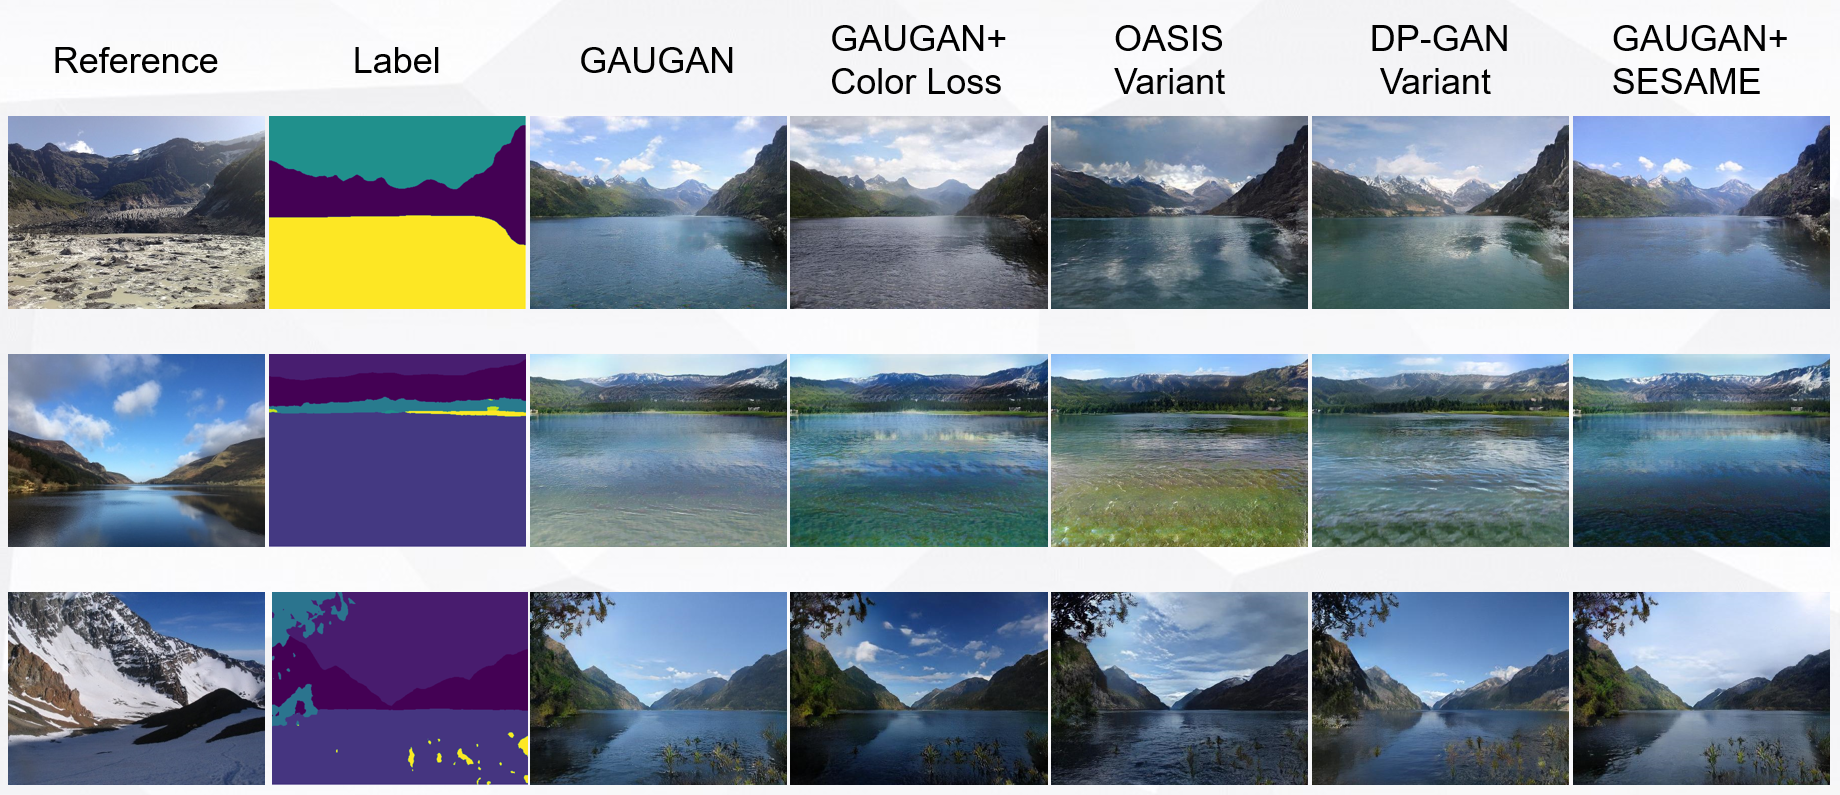 Reference
Label
GAUGAN
GAUGAN+
Color Loss
OASIS
Variant
DP-GAN
Variant
GAUGAN+
SESAME